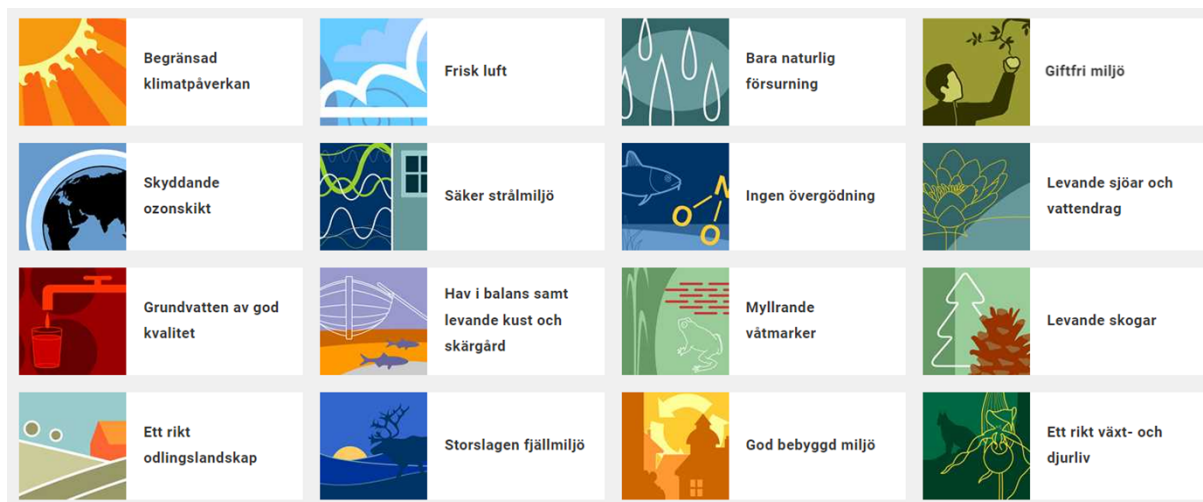 Begränsad
klimatpåverkan
Frisk luft
Bara naturlig
försurning
Giftfri miljö
Skyddande
ozonskikt
Säker strålmiljö
Ingen övergödning
N
O
O
Levande sjöar och
vattendrag
Grundvatten av god
kvalitet
Hav i balans samt
levande kust och
skärgård
Myllrande
våtmarker
Levande skogar
Ett rikt
odlingslandskap
Storslagen fjällmiljö
God bebyggd miljö
Ett rikt växt- och
djurliv